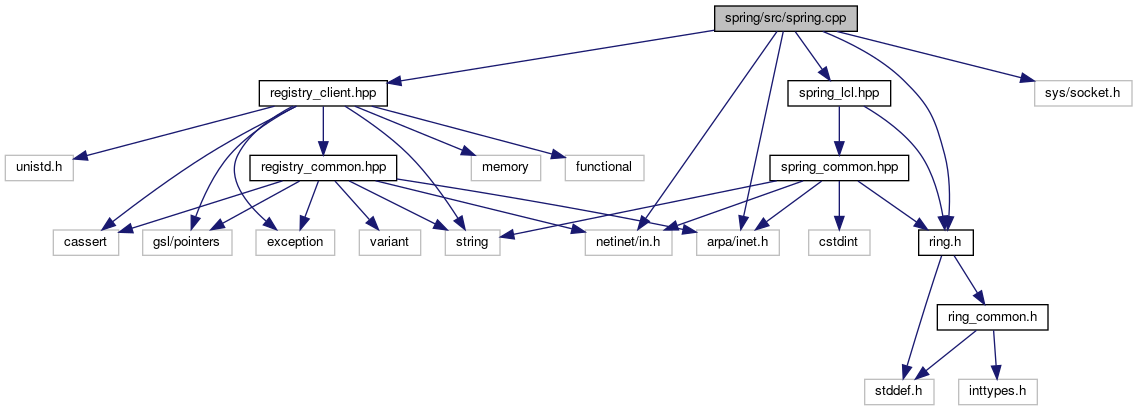 spring/src/spring.cpp
registry_client.hpp
spring_lcl.hpp
sys/socket.h
unistd.h
registry_common.hpp
memory
functional
spring_common.hpp
cassert
gsl/pointers
exception
variant
string
netinet/in.h
arpa/inet.h
cstdint
ring.h
ring_common.h
stddef.h
inttypes.h